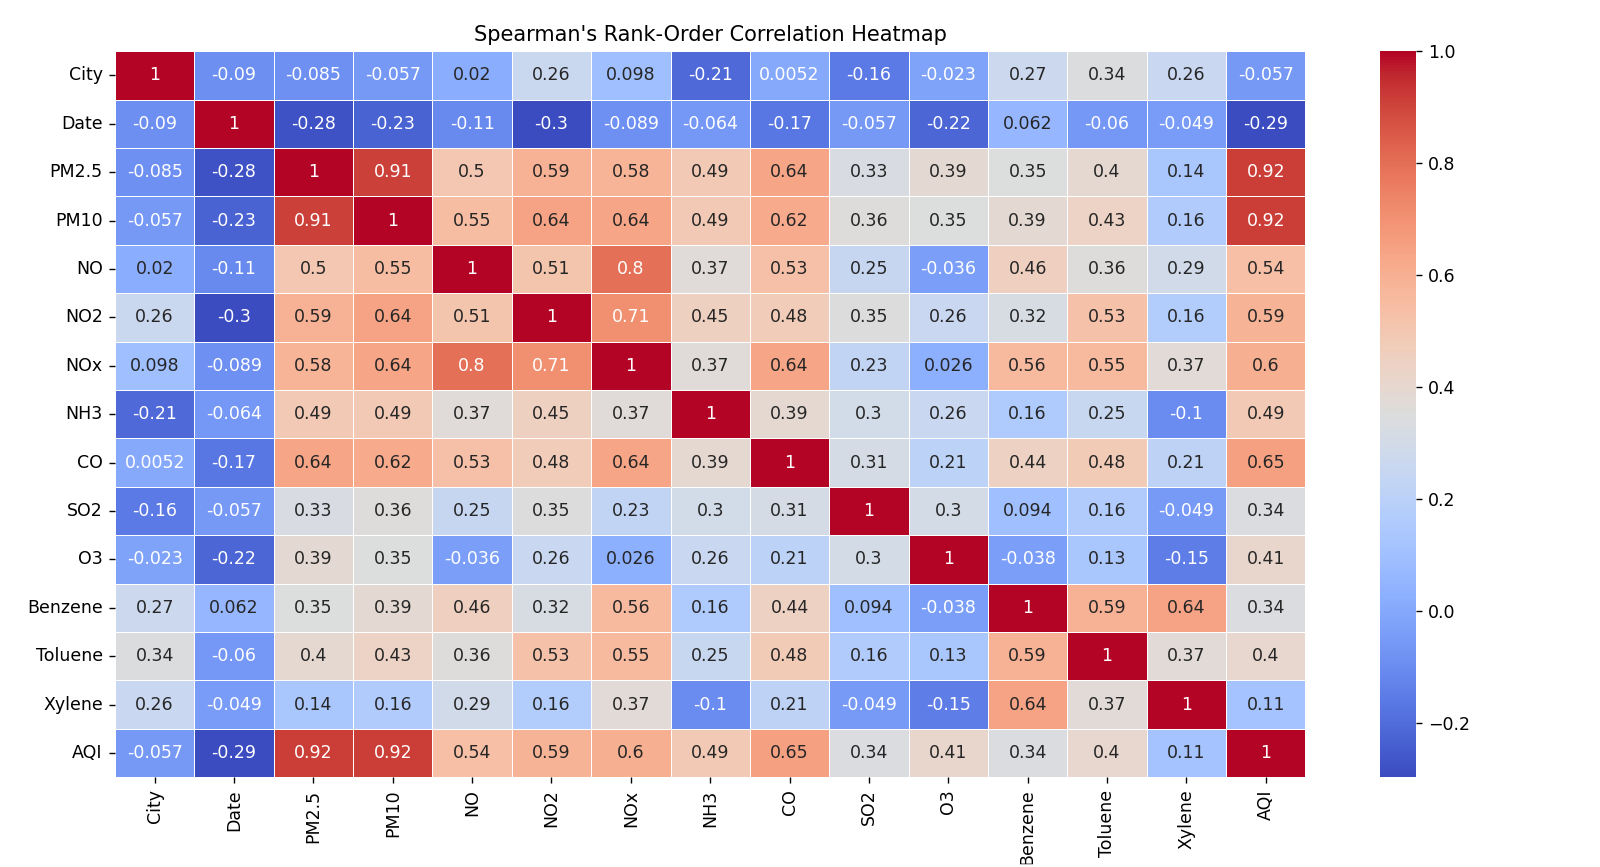 Spearman's Rank-Order Correlation Heatmap
City 1 -0.09 -0.085 -0.057 0.02 0.26 0.098 -0.21 0.0052 -0.16 -0.023 0.27 0.34 0.26 -0.057
Date -0.09 1 -0.28 -0.23 -0.11 -0.3 -0.089 -0.064 -0.17 -0.057 -0.22 0.062 -0.06 -0.049 -0.29
PM2.5 -0.085 -0.28 1 0.91 0.5 0.59 0.58 0.49 0.64 0.33 0.39 0.35 0.4 0.14 0.92
PM10 -0.057 -0.23 0.91 1 0.55 0.64 0.64 0.49 0.62 0.36 0.35 0.39 0.43 0.16 0.92
NO 0.02 -0.11 0.5 0.55 1 0.51 0.8 0.37 0.53 0.25 -0.036 0.46 0.36 0.29 0.54
NO2 0.26 -0.3 0.59 0.64 0.51 1 0.71 0.45 0.48 0.35 0.26 0.32 0.53 0.16 0.59
NOx 0.098 -0.089 0.58 0.64 0.8 0.71 1 0.37 0.64 0.23 0.026 0.56 0.55 0.37 0.6
NH3 -0.21 -0.064 0.49 0.49 0.37 0.45 0.37 1 0.39 0.3 0.26 0.16 0.25 -0.1 0.49
CO 0.0052 -0.17 0.64 0.62 0.53 0.48 0.64 0.39 1 0.31 0.21 0.44 0.48 0.21 0.65
SO2 -0.16 -0.057 0.33 0.36 0.25 0.35 0.23 0.3 0.31 1 0.3 0.094 0.16 -0.049 0.34
O3 -0.023 -0.22 0.39 0.35 -0.036 0.26 0.026 0.26 0.21 0.3 1 -0.038 0.13 -0.15 0.41
Benzene 0.27 0.062 0.35 0.39 0.46 0.32 0.56 0.16 0.44 0.094 -0.038 1 0.59 0.64 0.34
Toluene 0.34 -0.06 0.4 0.43 0.36 0.53 0.55 0.25 0.48 0.16 0.13 0.59 1 0.37 0.4
Xylene 0.26 -0.049 0.14 0.16 0.29 0.16 0.37 -0.1 0.21 -0.049 -0.15 0.64 0.37 1 0.11
AQI -0.057 -0.29 0.92 0.92 0.54 0.59 0.6 0.49 0.65 0.34 0.41 0.34 0.4 0.11 1
City Date PM2.5 PM10 NO NO2 NOx NH3 CO SO2 O3 Benzene Toluene Xylene AQI
1.0
0.8
0.6
0.4
0.2
0.0
−0.2